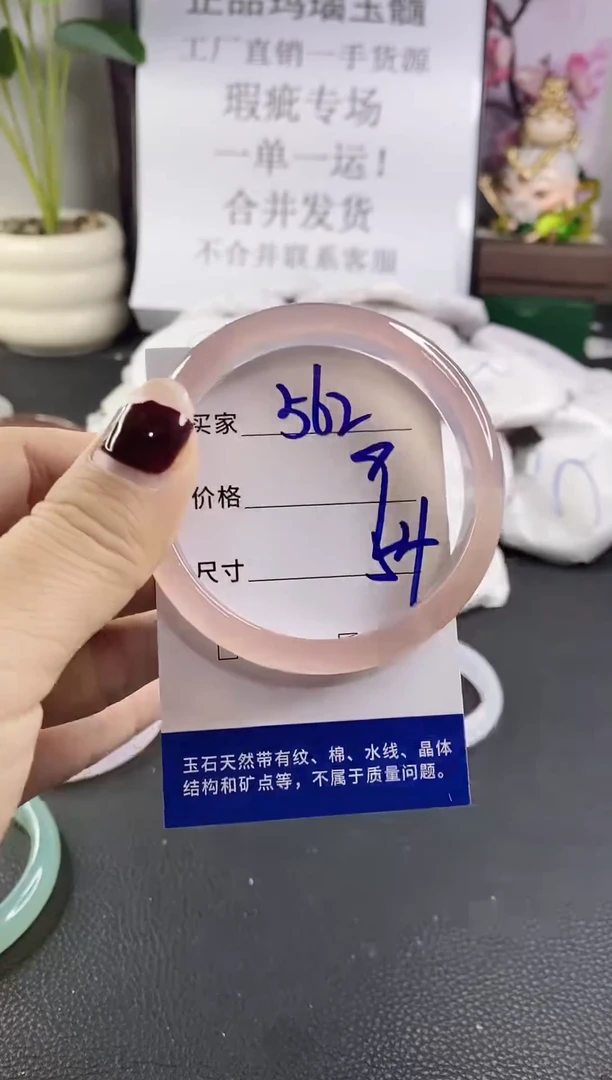 正品玛瑙玉髓
工厂直销一手货源
瑕疵专场
一单一运！
合并发货
不合并联系客服
买家 562
价格
尺寸 54
玉石天然带有纹、棉、水线、晶体
结构和矿点等，不属于质量问题。